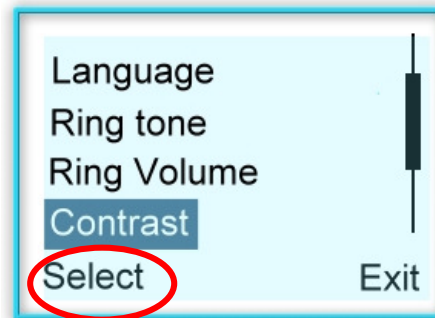 Language
Ring tone
Ring Volume
Contrast
Select Exit